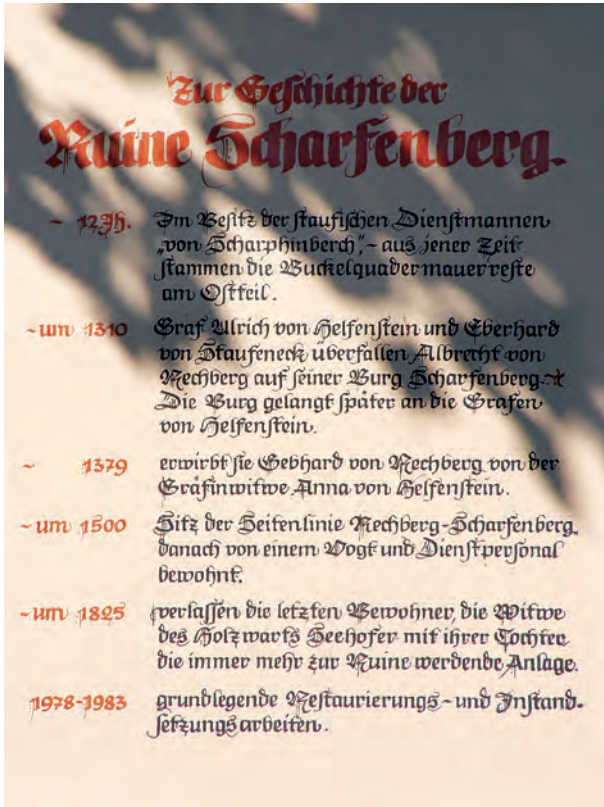 Zur Geschichte der
Ruine Scharfenberg.
~ 12.Jh. Im Besitz der staufischen Dienstmannen
„von Scharphinberch“, - aus jener Zeit
stammen die Buckelquadermauerreste
am Ostteil.
~um 1310 Graf Ulrich von Helfenstein und Eberhard
von Staufeneck überfallen Albrecht von
Rechberg auf seiner Burg Scharfenberg. *
Die Burg gelangt später an die Grafen
von Helfenstein.
~ 1379 erwirbt sie Gebhard von Rechberg von der
Gräfinwitwe Anna von Helfenstein.
~um 1500 Sitz der Seitenlinie Rechberg-Scharfenberg,
danach von einem Vogt und Dienstpersonal
bewohnt.
~um 1825 verlassen die letzten Bewohner, die Witwe
des Holzwarts Seehofer mit ihrer Tochter
die immer mehr zur Ruine werdende Anlage.
1978-1983 grundlegende Restaurierungs- und Instand-
setzungsarbeiten.